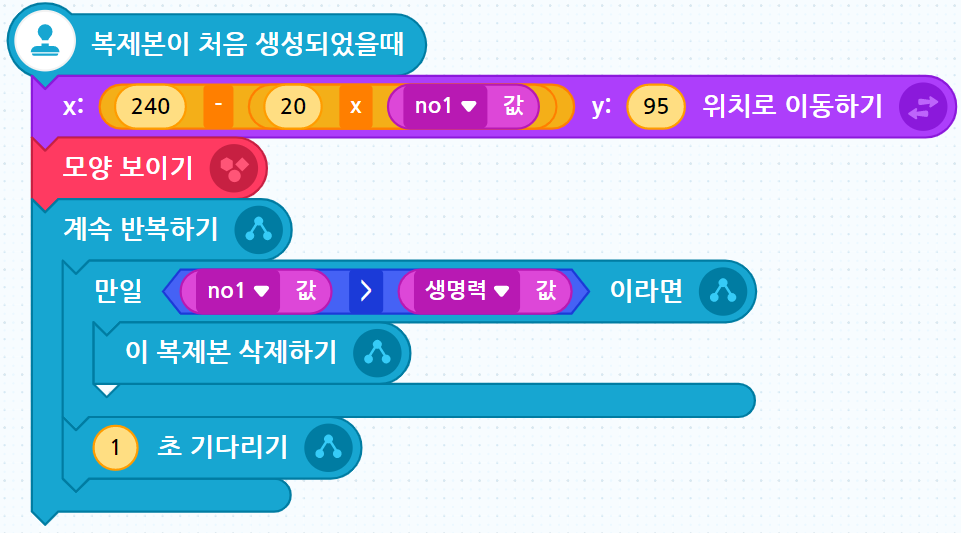 복제본이 처음 생성되었을때
x: 240 - 20 x no1 값 y: 95 위치로 이동하기
모양 보이기
계속 반복하기
만일 no1 값 > 생명력 값 이라면
이 복제본 삭제하기
1 초 기다리기